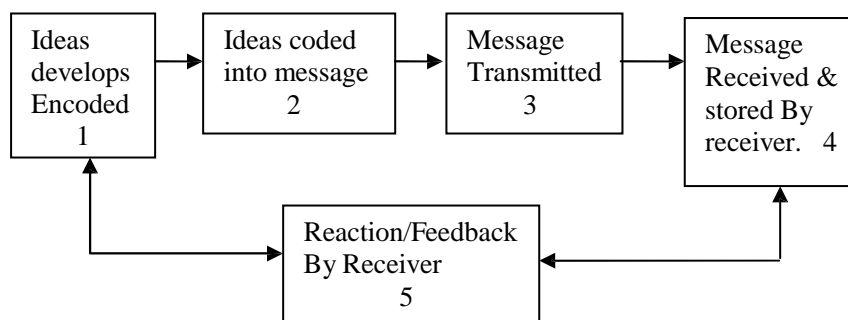 Ideas
develops
Encoded
1
Ideas coded
into message
2
Message
Transmitted
3
Message
Received &
stored By
receiver. 4
Reaction/Feedback
By Receiver
5